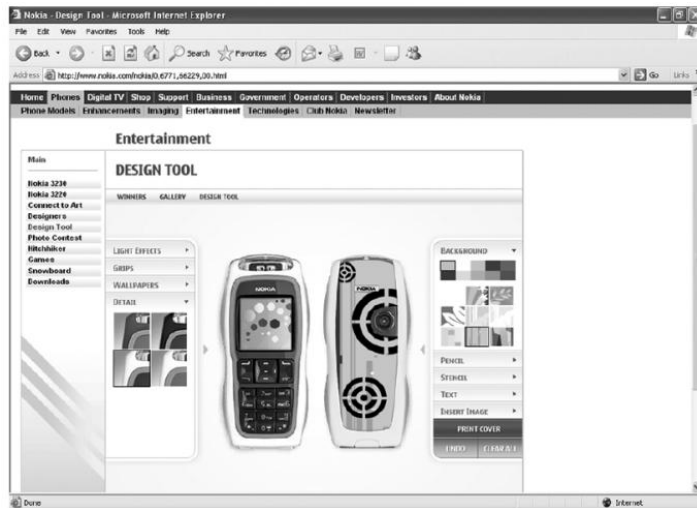 Nokia - Design Tool - Microsoft Internet Explorer
File Edit View Favorites Tools Help
Back Search Favorites
Address http://www.nokia.com/nokia/0,6771,66229,00.html Go Links
Home Phones Digital TV Shop Support Business Government Operators Developers Investors About Nokia
Phone Models Enhancements Imaging Entertainment Technologies Club Nokia Newsletter
Entertainment
Main
Nokia 3230
Nokia 3220
Connect to Art
Designers
Design Tool
Photo Contest
Hitchhiker
Games
Snowboard
Downloads
DESIGN TOOL
WINNERS GALLERY DESIGN TOOL
LIGHT EFFECTS
GRIPS
WALLPAPERS
DETAIL
NOKIA
NOKIA
BACKGROUND
PENCIL
STENCIL
TEXT
INSERT IMAGE
PRINT COVER
UNDO CLEAR ALL
Done Internet